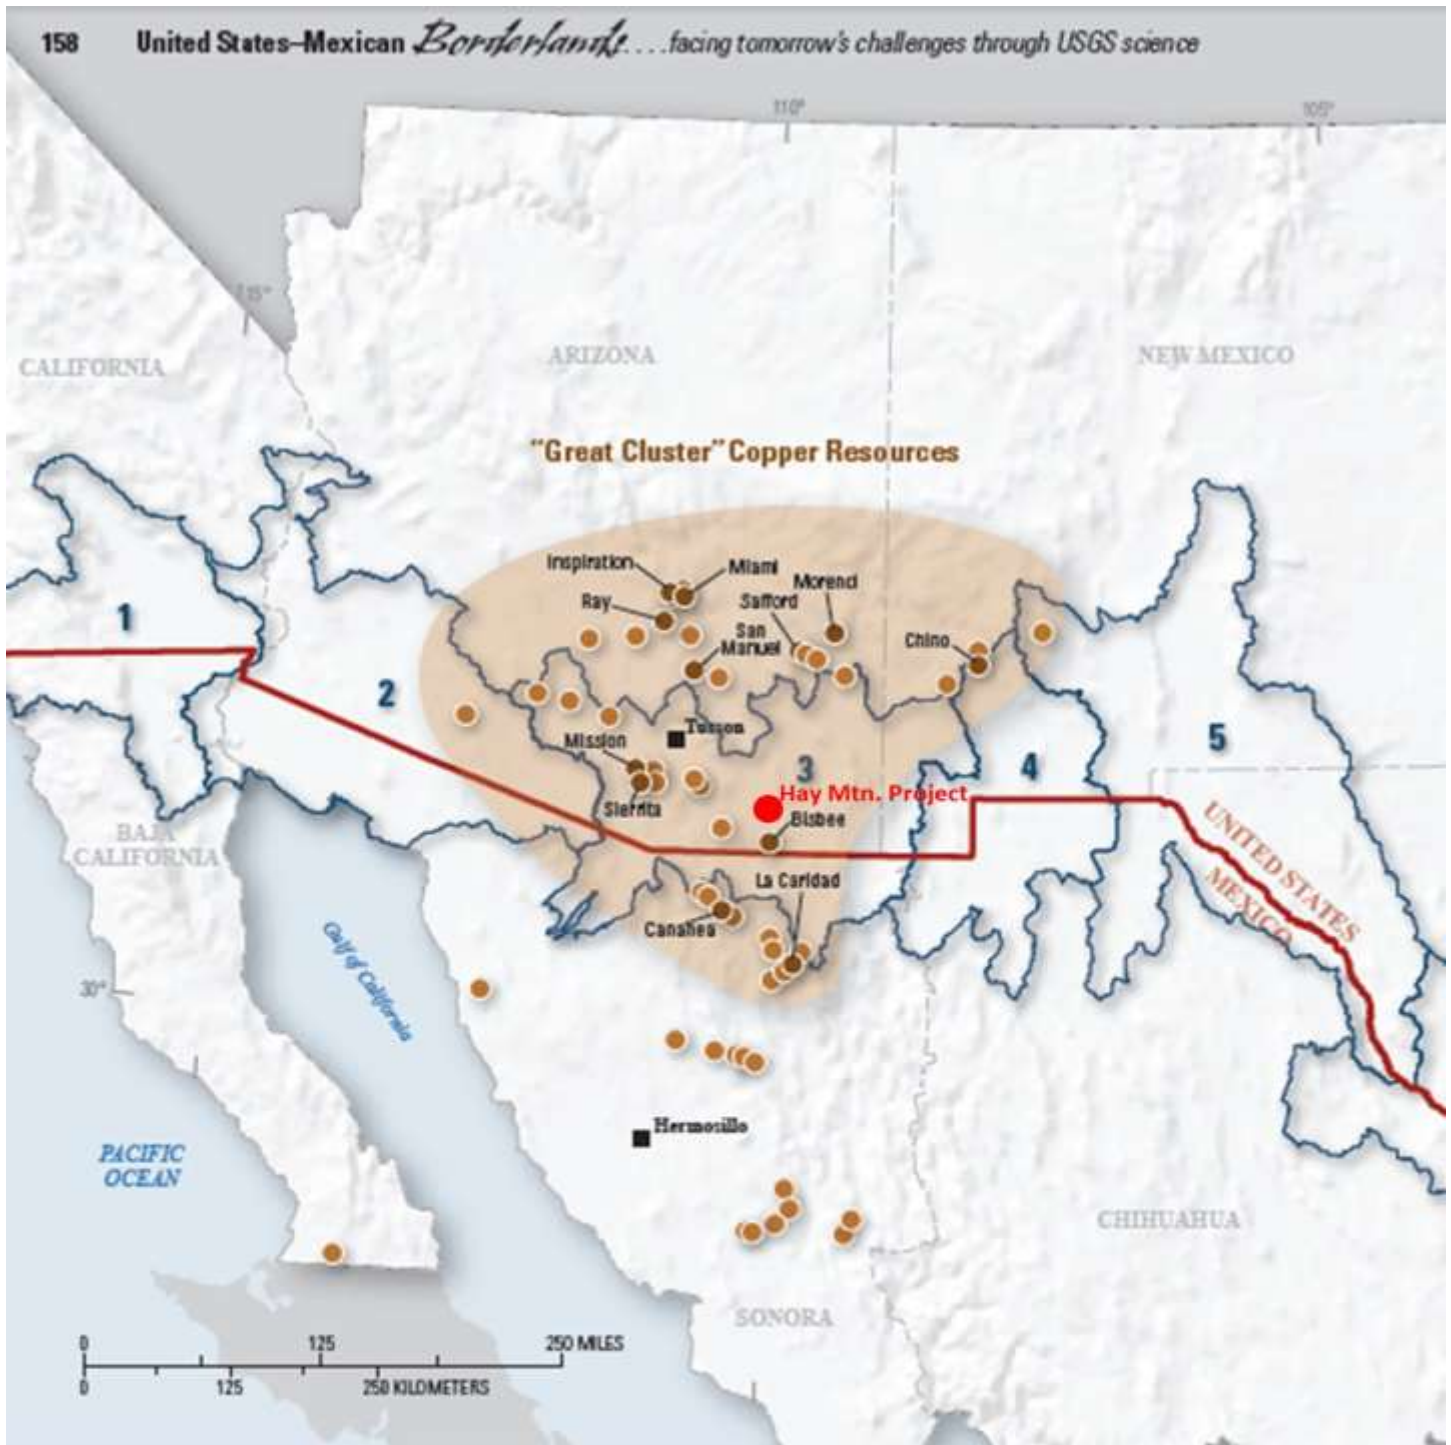 158 United States–Mexican Borderlands....facing tomorrow's challenges through USGS science
110°
105°
115°
CALIFORNIA
ARIZONA
NEW MEXICO
"Great Cluster" Copper Resources
Inspiration
Miami
Morenci
Ray
Safford
San
Manuel
Chino
1
2
Tucson
Mission
3
4
5
Hay Mtn. Project
Sierrita
Bisbee
BAJA
CALIFORNIA
UNITED STATES
MEXICO
La Caridad
Cananea
Gulf of California
30°
Hermosillo
PACIFIC
OCEAN
CHIHUAHUA
SONORA
0 125 250 MILES
0 125 250 KILOMETERS